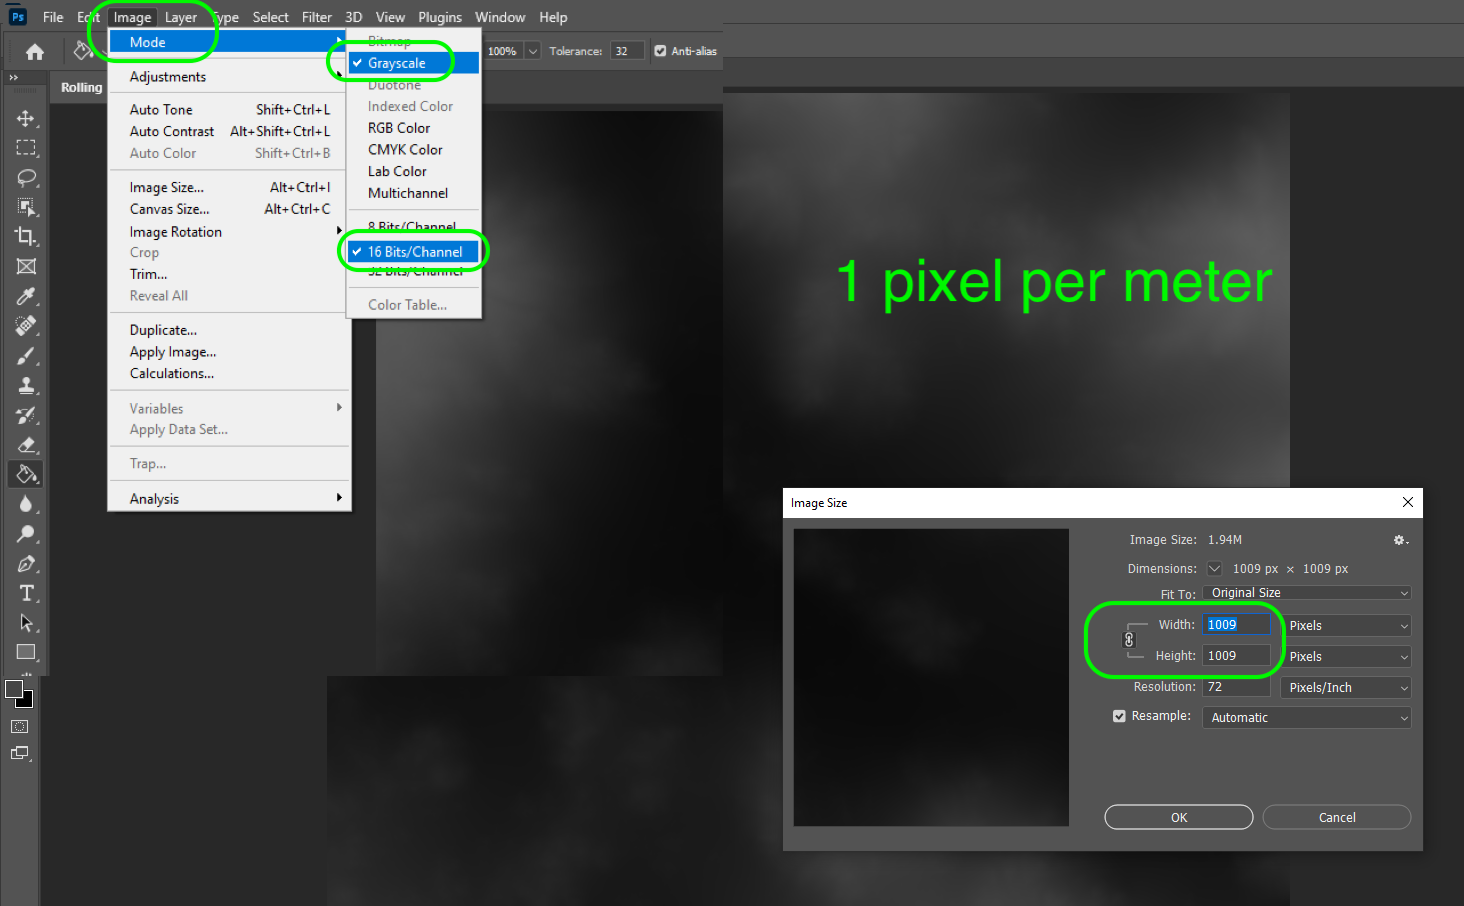 Ps File Edit Image Layer Type Select Filter 3D View Plugins Window Help
100% Tolerance: 32 Anti-alias
Rolling
Mode
Adjustments
Auto Tone Shift+Ctrl+L
Auto Contrast Alt+Shift+Ctrl+L
Auto Color Shift+Ctrl+B
Image Size... Alt+Ctrl+I
Canvas Size... Alt+Ctrl+C
Image Rotation
Crop
Trim...
Reveal All
Duplicate...
Apply Image...
Calculations...
Variables
Apply Data Set...
Trap...
Analysis
Bitmap
Grayscale
Duotone
Indexed Color
RGB Color
CMYK Color
Lab Color
Multichannel
8 Bits/Channel
16 Bits/Channel
32 Bits/Channel
Color Table...
1 pixel per meter
Image Size
Image Size: 1.94M
Dimensions: 1009 px × 1009 px
Fit To: Original Size
Width: 1009 Pixels
Height: 1009 Pixels
Resolution: 72 Pixels/Inch
Resample: Automatic
OK Cancel